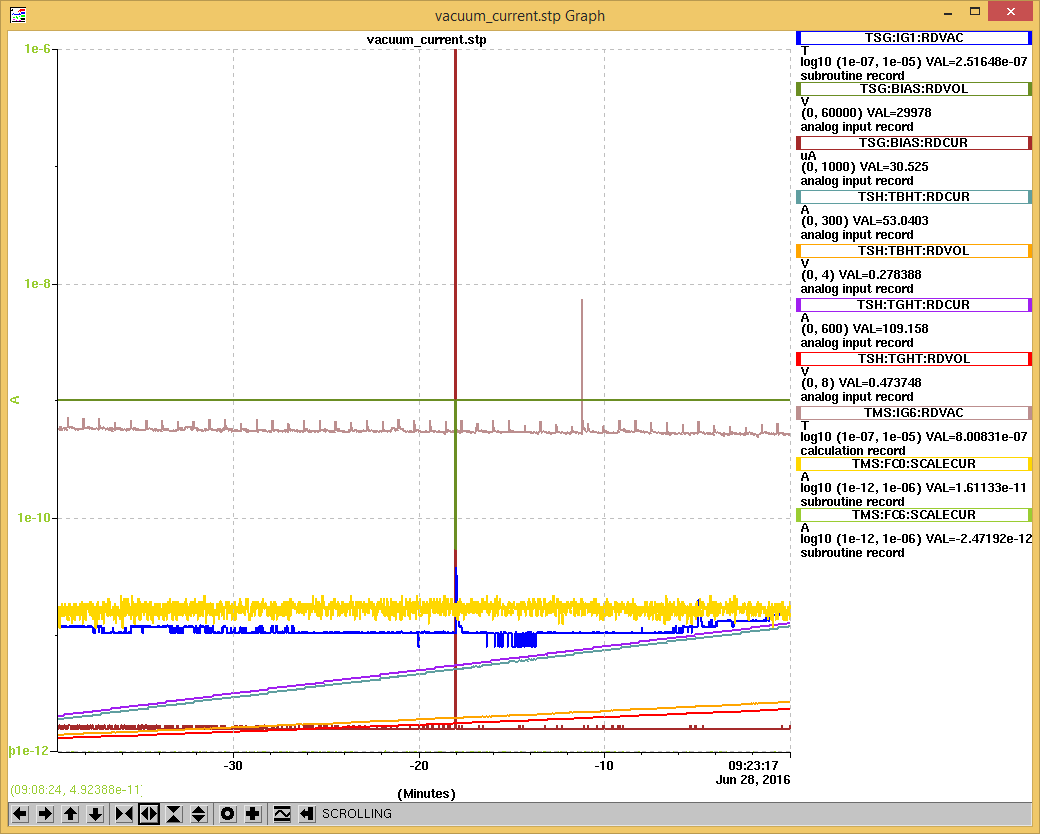 vacuum_current.stp Graph
vacuum_current.stp
1e-6
1e-8
A
1e-10
1e-12
-30
-20
-10
09:23:17
Jun 28, 2016
(Minutes)
(09:08:24, 4.92388e-11)
TSG:IG1:RDVAC
T
log10 (1e-07, 1e-05) VAL=2.51648e-07
subroutine record
TSG:BIAS:RDVOL
V
(0, 60000) VAL=29978
analog input record
TSG:BIAS:RDCUR
uA
(0, 1000) VAL=30.525
analog input record
TSH:TBHT:RDCUR
A
(0, 300) VAL=53.0403
analog input record
TSH:TBHT:RDVOL
V
(0, 4) VAL=0.278388
analog input record
TSH:TGHT:RDCUR
A
(0, 600) VAL=109.158
analog input record
TSH:TGHT:RDVOL
V
(0, 8) VAL=0.473748
analog input record
TMS:IG6:RDVAC
T
log10 (1e-07, 1e-05) VAL=8.00831e-07
calculation record
TMS:FC0:SCALECUR
A
log10 (1e-12, 1e-06) VAL=1.61133e-11
subroutine record
TMS:FC6:SCALECUR
A
log10 (1e-12, 1e-06) VAL=-2.47192e-12
subroutine record
SCROLLING